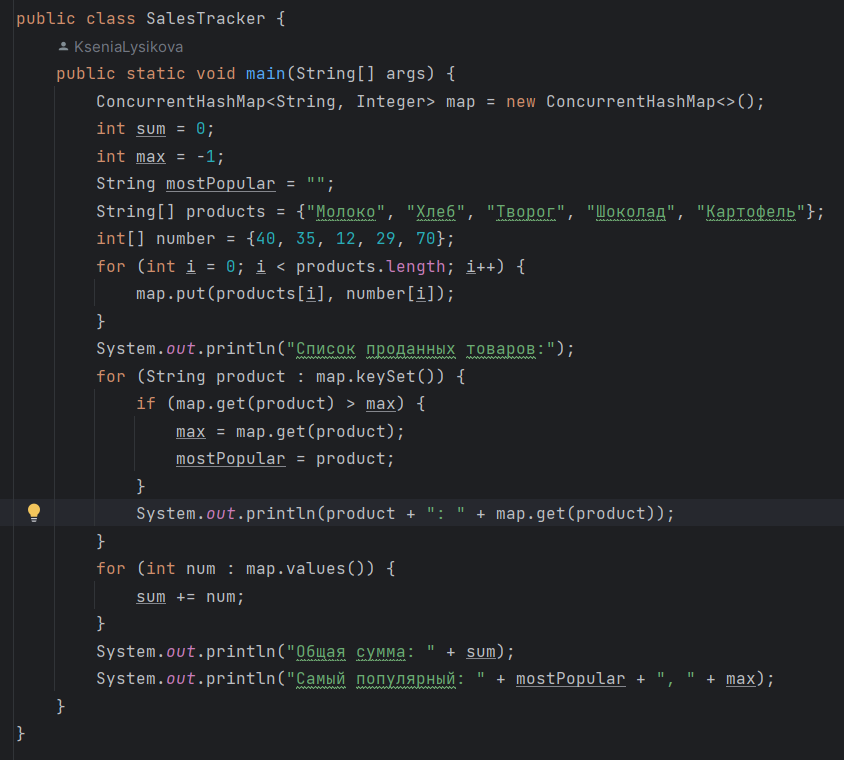 public class SalesTracker {
KseniaLysikova
public static void main(String[] args) {
ConcurrentHashMap<String, Integer> map = new ConcurrentHashMap<>();
int sum = 0;
int max = -1;
String mostPopular = "";
String[] products = {"Молоко", "Хлеб", "Творог", "Шоколад", "Картофель"};
int[] number = {40, 35, 12, 29, 70};
for (int i = 0; i < products.length; i++) {
map.put(products[i], number[i]);
}
System.out.println("Список проданных товаров:");
for (String product : map.keySet()) {
if (map.get(product) > max) {
max = map.get(product);
mostPopular = product;
}
System.out.println(product + ": " + map.get(product));
}
for (int num : map.values()) {
sum += num;
}
System.out.println("Общая сумма: " + sum);
System.out.println("Самый популярный: " + mostPopular + ", " + max);
}
}